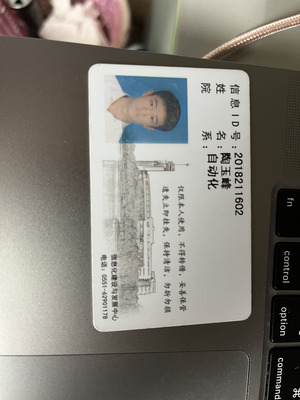 信息ID号: 2018211602
姓 名: 陶玉峰
院 系: 自动化
仅限本人使用, 不得转借, 妥善保管
遗失立即挂失, 保持清洁, 勿折勿损
信息化建设与发展中心
电话: 0551-62901178
fn
control
option
command
⌘